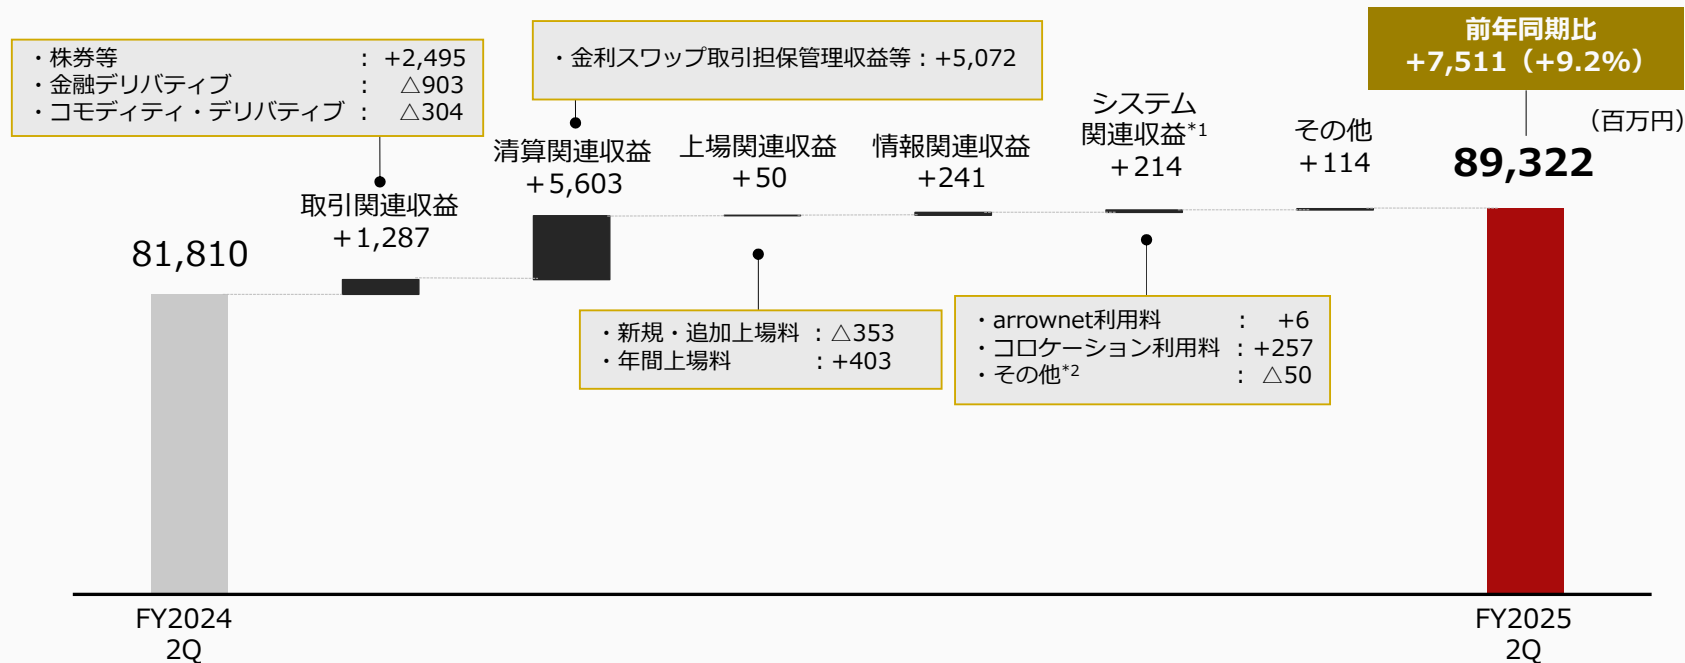 ・株券等 : +2,495
・金融デリバティブ : △903
・コモディティ・デリバティブ : △304
・金利スワップ取引担保管理収益等：+5,072
前年同期比
+7,511（+9.2%）
（百万円）
取引関連収益
+1,287
清算関連収益
+5,603
上場関連収益
+50
情報関連収益
+241
システム
関連収益*1
+214
その他
+114
89,322
81,810
・新規・追加上場料 : △353
・年間上場料 : +403
・arrownet利用料 : +6
・コロケーション利用料 : +257
・その他*2 : △50
FY2024
2Q
FY2025
2Q